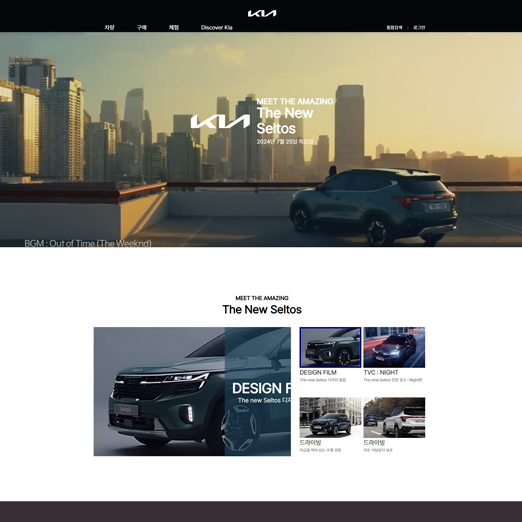 KIA
차량 구매 체험 Discover Kia 통합검색 | 로그인
MEET THE AMAZING
The New
Seltos
KIA
2024년 7월 25일 목요일
BGM : Out of Time (The Weeknd)
MEET THE AMAZING
The New Seltos
DESIGN F
The new Seltos 디자
DESIGN FILM
The new Seltos 디자인 필름
TVC : NIGHT
The new Seltos 런칭 광고 : Night편
드라이빙
드라이빙